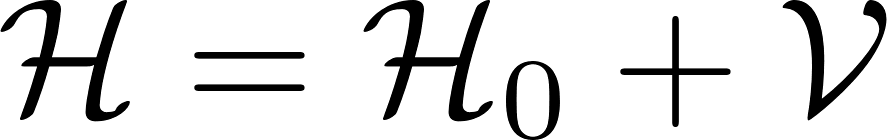 ℋ = ℋ₀ + 𝒱